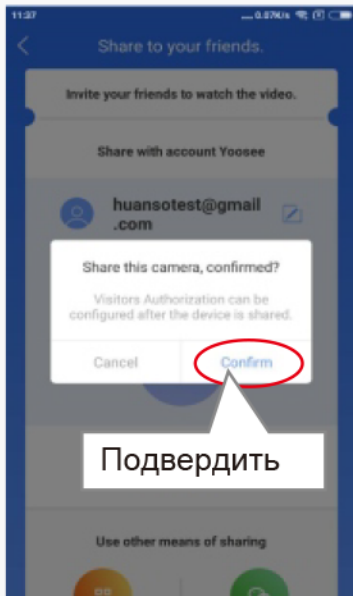 11:37
... 0.87K/s
Share to your friends.
Invite your friends to watch the video.
Share with account Yoosee
huansotest@gmail
.com
Share this camera, confirmed?
Visitors Authorization can be
configured after the device is shared.
Cancel
Confirm
Подвердить
Use other means of sharing